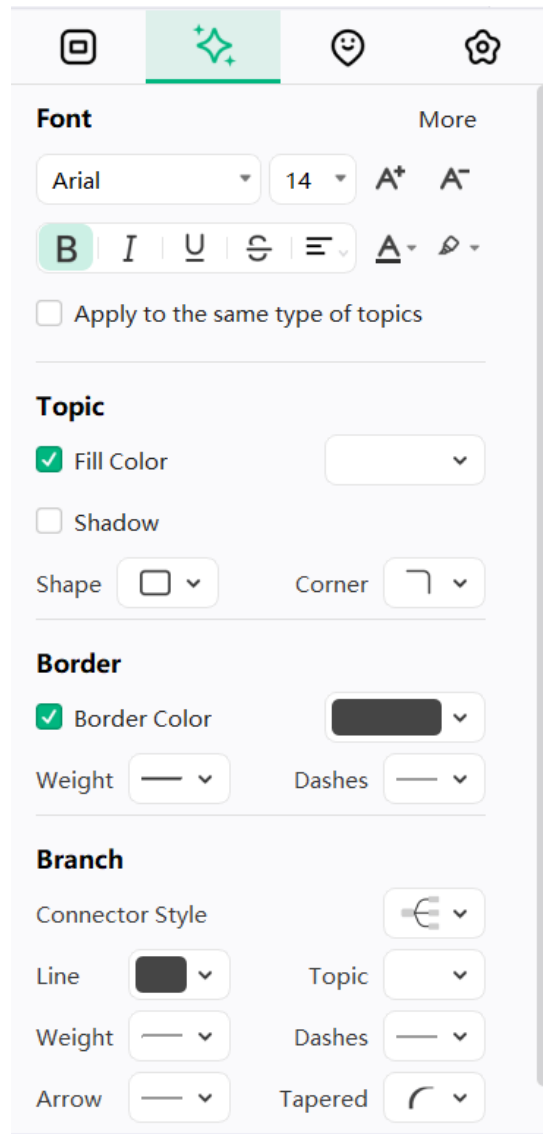 Font More
Arial 14 A+ A-
B I U S A
Apply to the same type of topics
Topic
Fill Color
Shadow
Shape Corner
Border
Border Color
Weight Dashes
Branch
Connector Style
Line Topic
Weight Dashes
Arrow Tapered